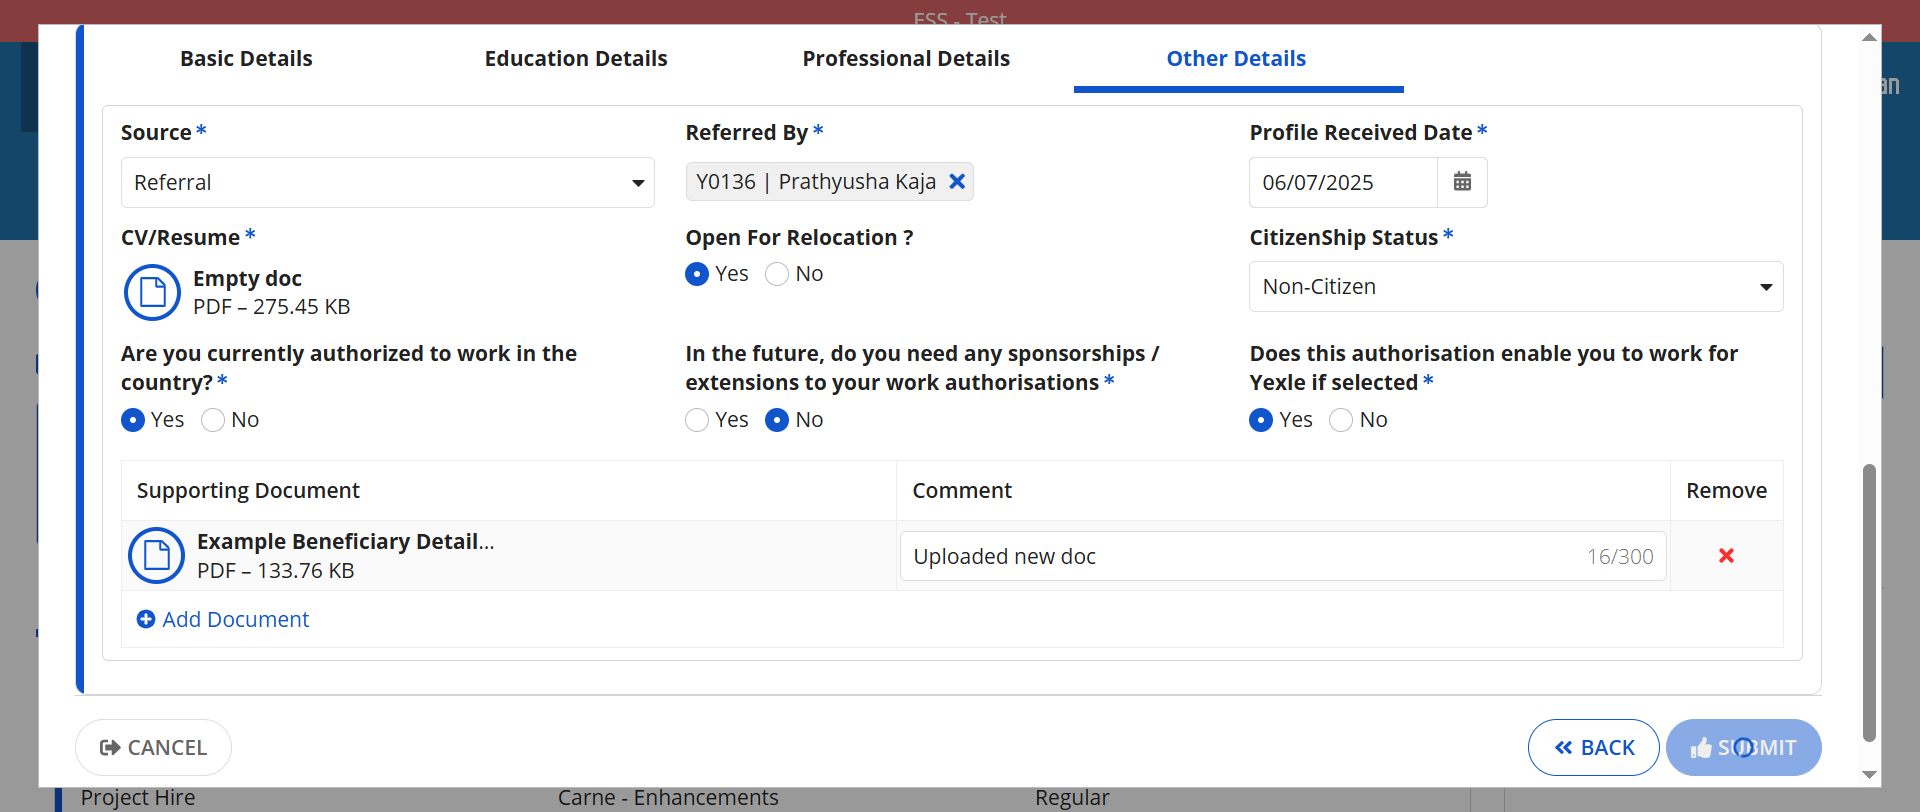 ESS - Test
an
Basic Details
Education Details
Professional Details
Other Details
Source *
Referred By *
Profile Received Date *
Referral
Y0136 | Prathyusha Kaja
06/07/2025
CV/Resume *
Open For Relocation ?
CitizenShip Status *
Empty doc
PDF – 275.45 KB
Yes
No
Non-Citizen
Are you currently authorized to work in the
country? *
In the future, do you need any sponsorships /
extensions to your work authorisations *
Does this authorisation enable you to work for
Yexle if selected *
Yes
No
Yes
No
Yes
No
Supporting Document
Comment
Remove
Example Beneficiary Detail...
PDF – 133.76 KB
Uploaded new doc
16/300
Add Document
CANCEL
BACK
SUBMIT
Project Hire
Carne - Enhancements
Regular